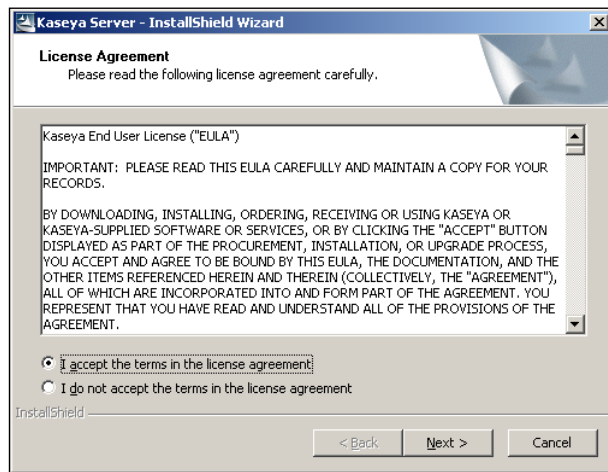 Kaseya Server - InstallShield Wizard
License Agreement
Please read the following license agreement carefully.
Kaseya End User License ("EULA")
IMPORTANT: PLEASE READ THIS EULA CAREFULLY AND MAINTAIN A COPY FOR YOUR
RECORDS.
BY DOWNLOADING, INSTALLING, ORDERING, RECEIVING OR USING KASEYA OR
KASEYA-SUPPLIED SOFTWARE OR SERVICES, OR BY CLICKING THE "ACCEPT" BUTTON
DISPLAYED AS PART OF THE PROCUREMENT, INSTALLATION, OR UPGRADE PROCESS,
YOU ACCEPT AND AGREE TO BE BOUND BY THIS EULA, THE DOCUMENTATION, AND THE
OTHER ITEMS REFERENCED HEREIN AND THEREIN (COLLECTIVELY, THE "AGREEMENT"),
ALL OF WHICH ARE INCORPORATED INTO AND FORM PART OF THE AGREEMENT. YOU
REPRESENT THAT YOU HAVE READ AND UNDERSTAND ALL OF THE PROVISIONS OF THE
AGREEMENT.
I accept the terms in the license agreement
I do not accept the terms in the license agreement
InstallShield
< Back Next > Cancel